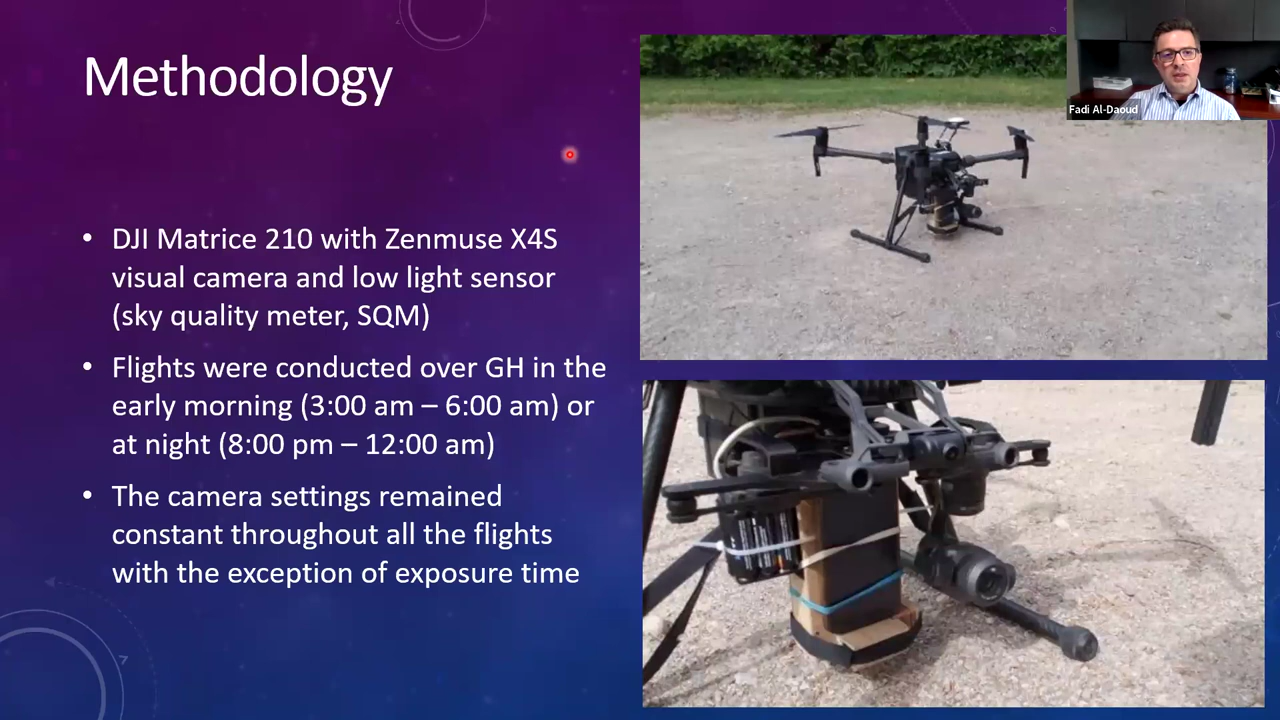 Methodology
Fadi Al-Daoud
• DJI Matrice 210 with Zenmuse X4S
visual camera and low light sensor
(sky quality meter, SQM)
• Flights were conducted over GH in the
early morning (3:00 am – 6:00 am) or
at night (8:00 pm – 12:00 am)
• The camera settings remained
constant throughout all the flights
with the exception of exposure time